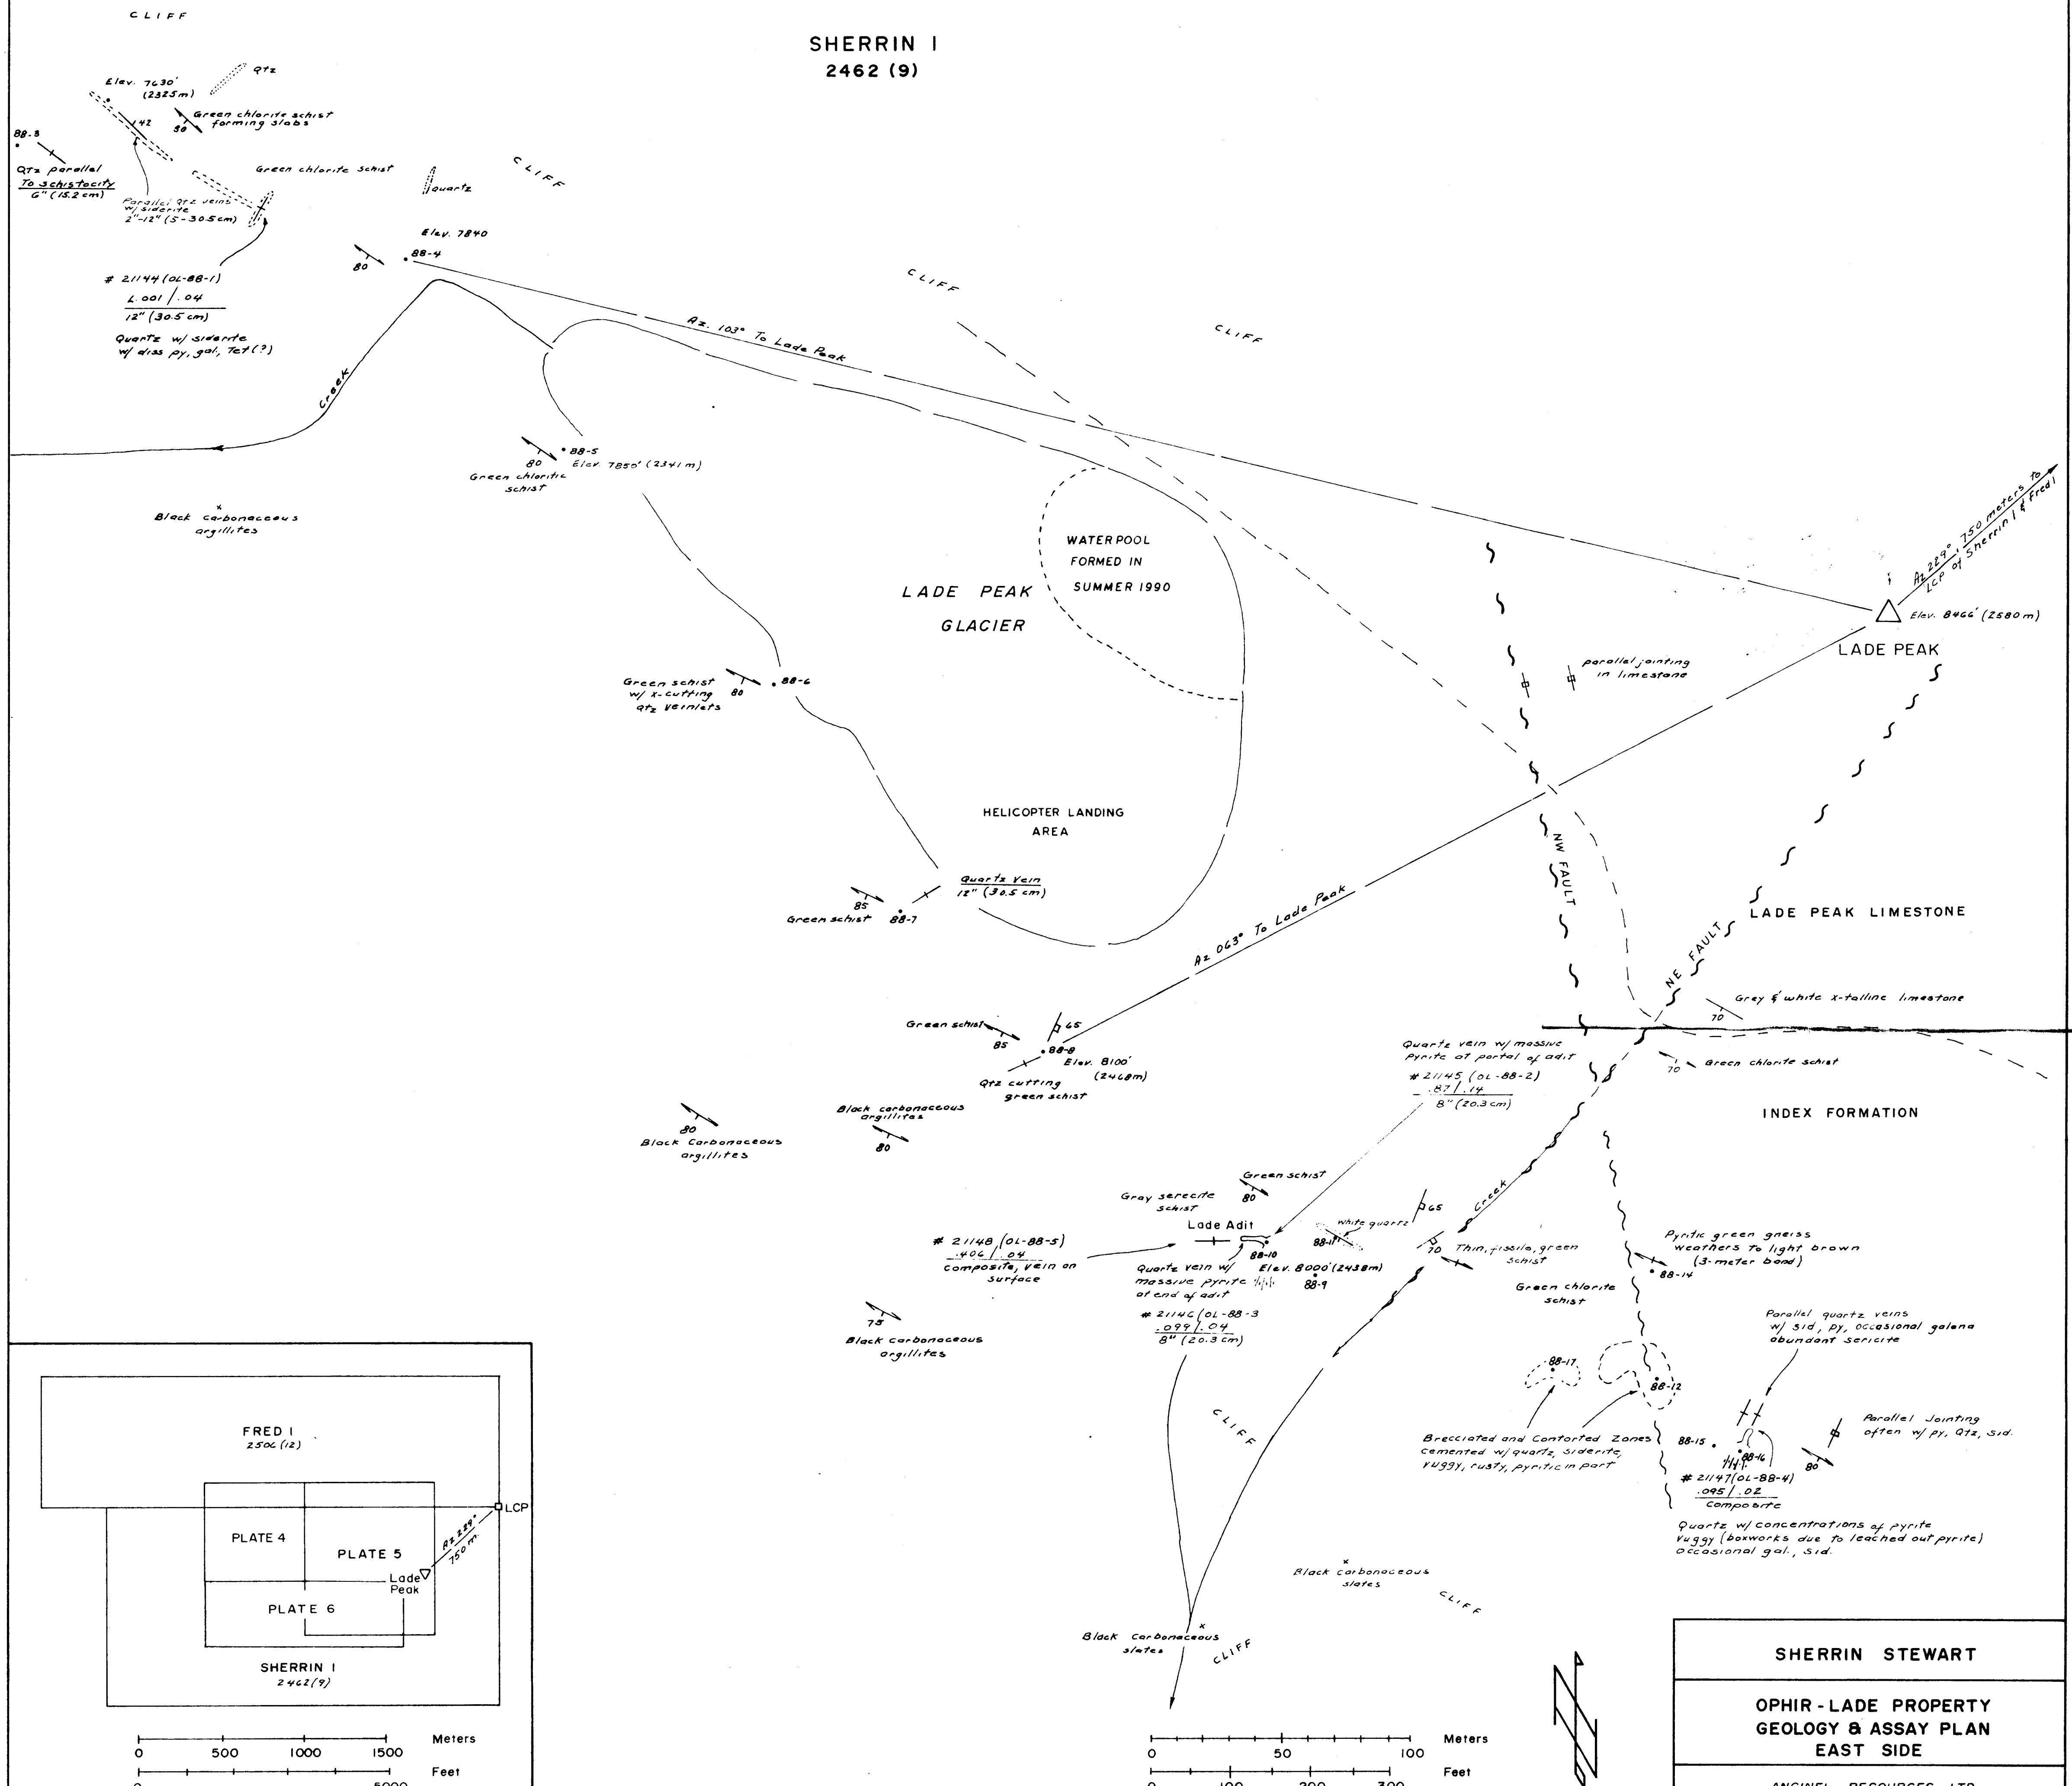 CLIFF
SHERRIN 1
2462 (9)
Qtz
Elev. 7630'
(2325m)
42
50
Green chlorite schist
forming slabs
88-3
Qtz parallel
To schistocity
6" (15.2 cm)
Green chlorite schist
quartz
CLIFF
Parallel qtz veins
w/ siderite
2"-12" (5-30.5cm)
Elev. 7840
88-4
80
# 21144 (OL-88-1)
L.001 / .04
12" (30.5 cm)
Quartz w/ siderite
w/ diss py, gal, Tet (?)
CLIFF
CLIFF
Az. 103° To Lade Peak
Creek
88-5
80
Elev. 7850' (2341 m)
Green chloritic
schist
x
Black carbonaceous
argillites
WATER POOL
FORMED IN
SUMMER 1990
LADE PEAK
GLACIER
Az 229°, 750 meters to
LCP of Sherrin 1 & Fred 1
Elev. 8466' (2580 m)
LADE PEAK
parallel jointing
in limestone
Green schist
w/ x-cutting
qtz veinlets
80
88-6
HELICOPTER LANDING
AREA
NW FAULT
Quartz Vein
12" (30.5 cm)
85
Green schist
88-7
Az 063° To Lade Peak
LADE PEAK LIMESTONE
NE FAULT
Grey & white x-talline limestone
70
Green schist
85
65
88-8
Elev. 8100'
(2468m)
Qtz cutting
green schist
Quartz vein w/ massive
Pyrite at portal of adit
# 21145 (OL-88-2)
.87 / .14
8" (20.3 cm)
70
Green chlorite schist
INDEX FORMATION
80
Black Carbonaceous
argillites
Black carbonaceous
argillites
80
Green schist
80
Gray serecite
schist
Lade Adit
white quartz
65
Creek
# 21148 (OL-88-5)
.406 / .04
composite, vein on
surface
88-10
88-11
Quartz vein w/
massive pyrite
at end of adit
Elev. 8000' (2438m)
88-9
70
Thin, fissile, green
schist
Pyritic green gneiss
weathers to light brown
(3-meter band)
88-14
Green chlorite
schist
# 21146 (OL-88-3
.099 / .04
8" (20.3 cm)
75
Black carbonaceous
argillites
Parallel quartz veins
w/ sid, py, occasional galena
abundant sericite
88-17
88-12
CLIFF
Brecciated and Contorted Zones
cemented w/ quartz, siderite,
vuggy, rusty, pyritic in part
Parallel Jointing
often w/ py, Qtz, sid.
88-15
88-16
80
# 21147 (OL-88-4)
.095 / .02
Composite
Quartz w/ concentrations of pyrite
vuggy (boxworks due to leached out pyrite)
occasional gal., sid.
x
Black carbonaceous
slates
CLIFF
x
Black Carbonaceous
slates
CLIFF
FRED 1
2506 (12)
LCP
PLATE 4
PLATE 5
Az 229°
750 m.
Lade
Peak
PLATE 6
SHERRIN 1
2462 (9)
Meters
0 500 1000 1500
Feet
0 5000
Meters
0 50 100
Feet
0 100 200 300
SHERRIN STEWART
OPHIR - LADE PROPERTY
GEOLOGY & ASSAY PLAN
EAST SIDE